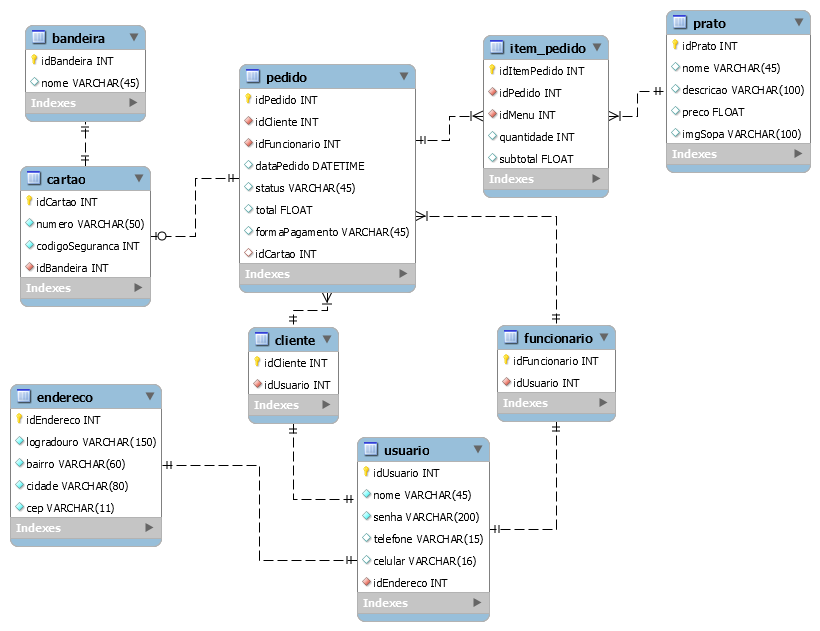 bandeira
idBandeira INT
nome VARCHAR(45)
Indexes
cartao
idCartao INT
numero VARCHAR(50)
codigoSeguranca INT
idBandeira INT
Indexes
pedido
idPedido INT
idCliente INT
idFuncionario INT
dataPedido DATETIME
status VARCHAR(45)
total FLOAT
formaPagamento VARCHAR(45)
idCartao INT
Indexes
item_pedido
idItemPedido INT
idPedido INT
idMenu INT
quantidade INT
subtotal FLOAT
Indexes
prato
idPrato INT
nome VARCHAR(45)
descricao VARCHAR(100)
preco FLOAT
imgSopa VARCHAR(100)
Indexes
cliente
idCliente INT
idUsuario INT
Indexes
funcionario
idFuncionario INT
idUsuario INT
Indexes
endereco
idEndereco INT
logradouro VARCHAR(150)
bairro VARCHAR(60)
cidade VARCHAR(80)
cep VARCHAR(11)
Indexes
usuario
idUsuario INT
nome VARCHAR(45)
senha VARCHAR(200)
telefone VARCHAR(15)
celular VARCHAR(16)
idEndereco INT
Indexes